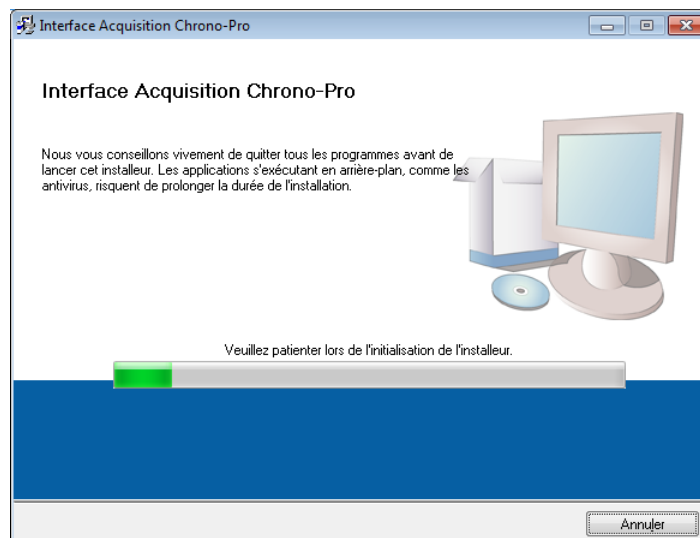 Interface Acquisition Chrono-Pro
Interface Acquisition Chrono-Pro
Nous vous conseillons vivement de quitter tous les programmes avant de
lancer cet installeur. Les applications s'exécutant en arrière-plan, comme les
antivirus, risquent de prolonger la durée de l'installation.
Veuillez patienter lors de l'initialisation de l'installeur.
Annuler